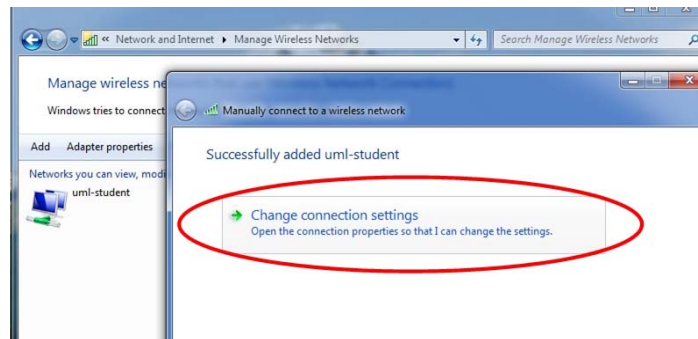 « Network and Internet ▸ Manage Wireless Networks
Search Manage Wireless Networks
Manage wireless ne
Windows tries to connect
Manually connect to a wireless network
Add Adapter properties
Successfully added uml-student
Networks you can view, modi
uml-student
Change connection settings
Open the connection properties so that I can change the settings.